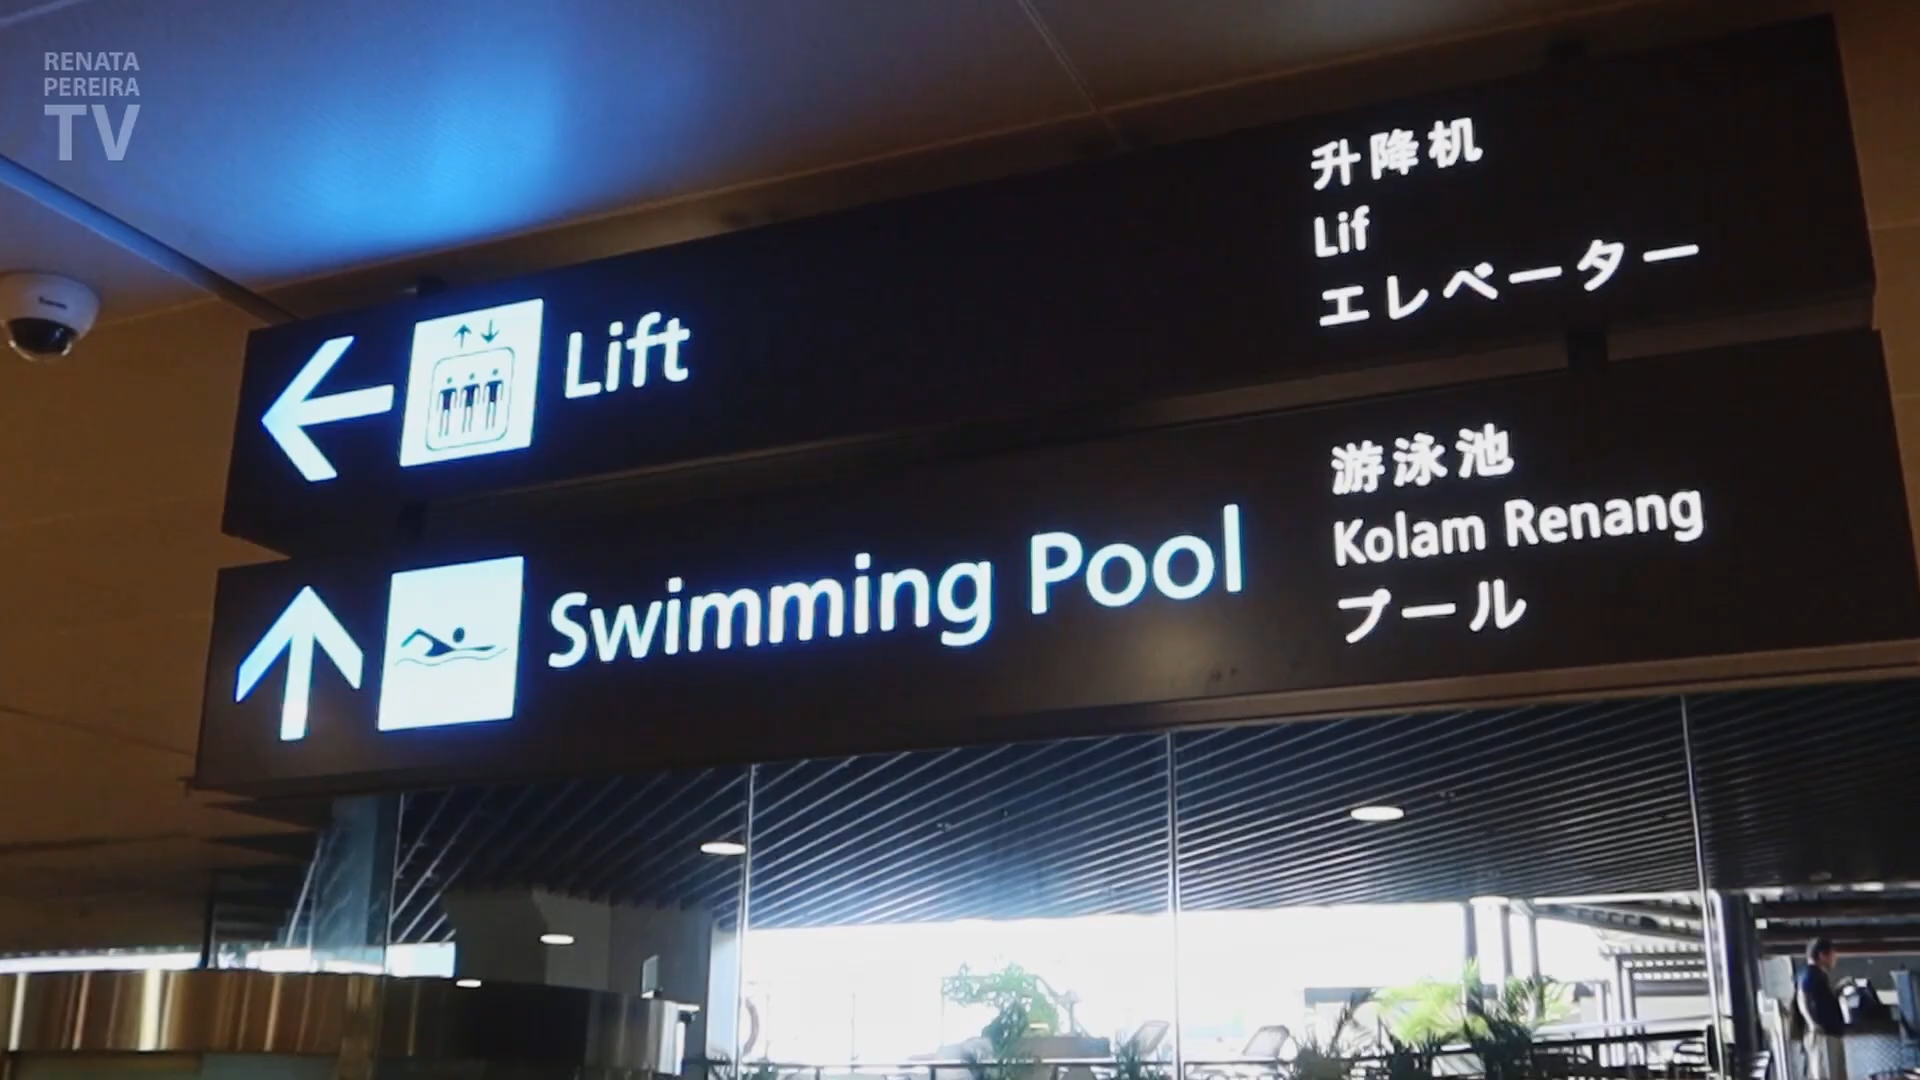 RENATA
PEREIRA
TV
Lift
升降机
Lif
エレベーター
Swimming Pool
游泳池
Kolam Renang
プール